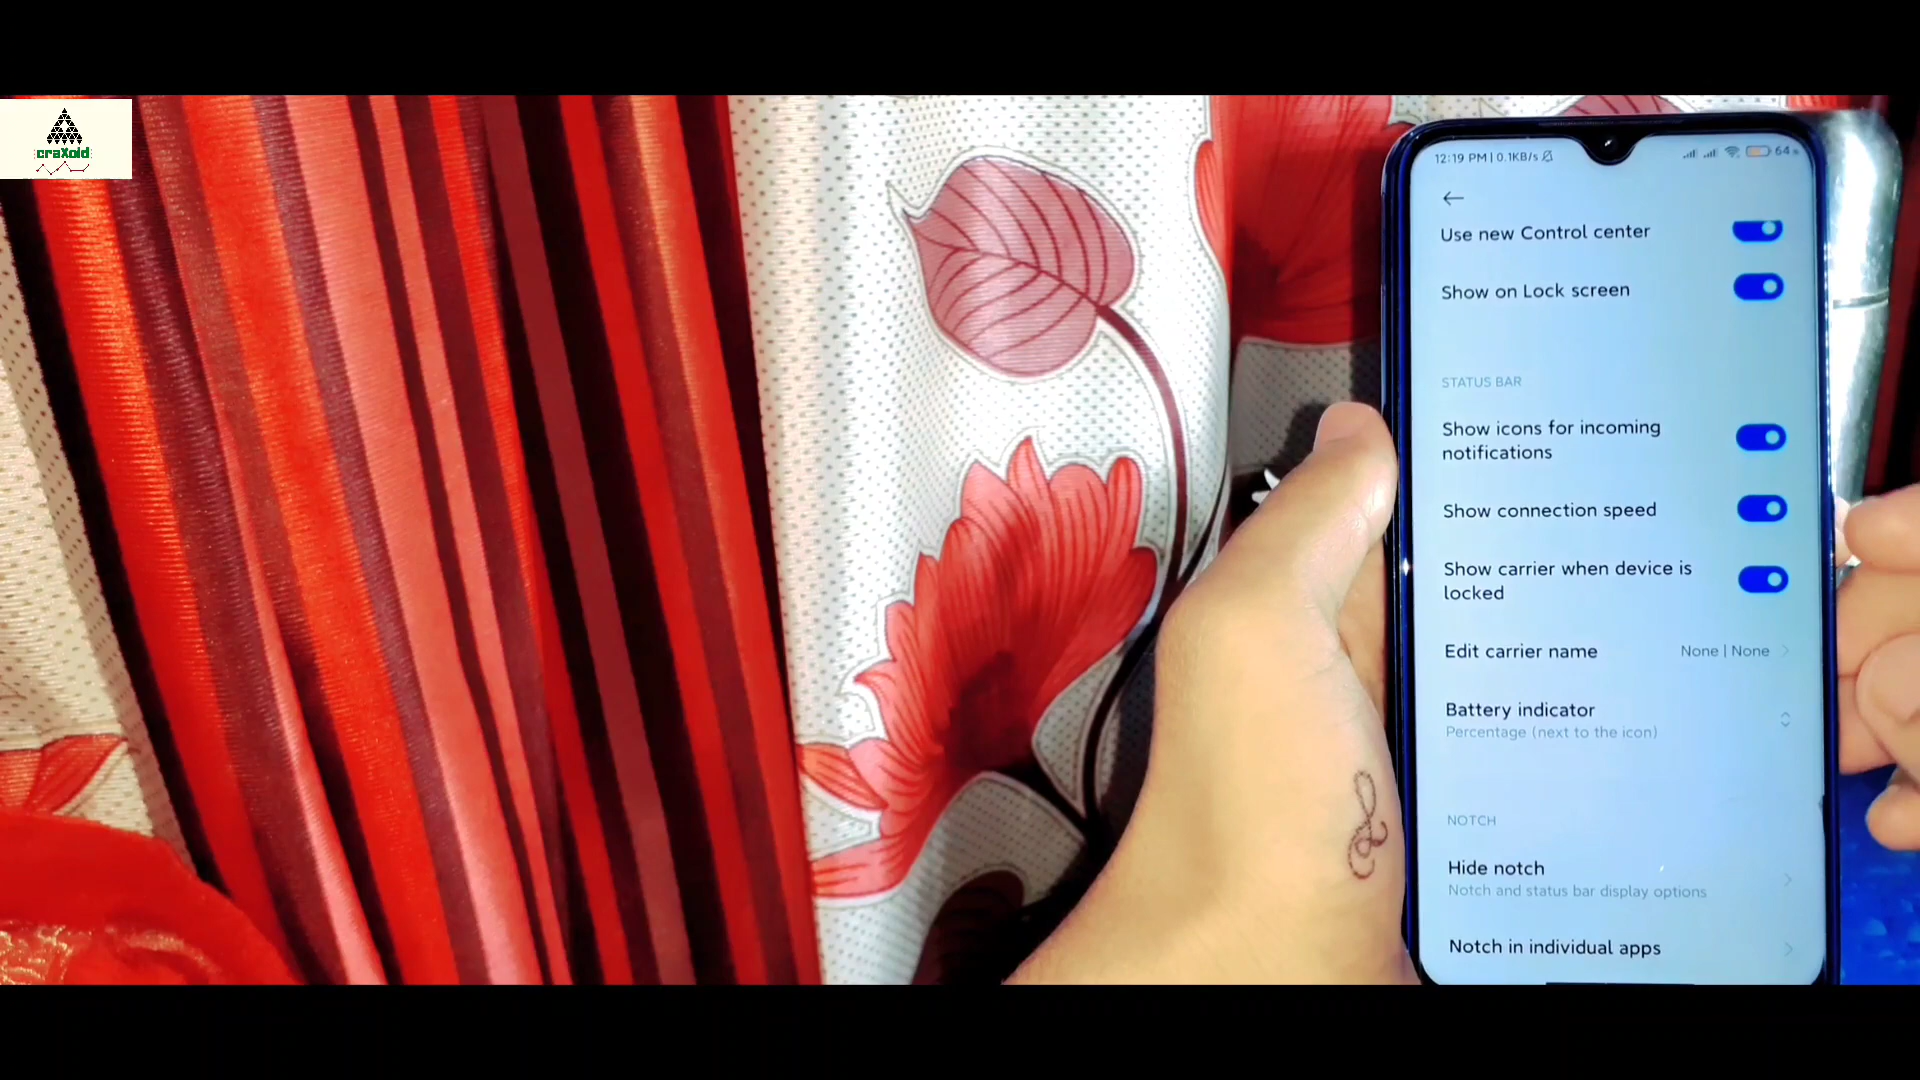 craXoid
12:19 PM | 0.1KB/s
64
Use new Control center
Show on Lock screen
STATUS BAR
Show icons for incoming
notifications
Show connection speed
Show carrier when device is
locked
Edit carrier name
None | None
Battery indicator
Percentage (next to the icon)
NOTCH
Hide notch
Notch and status bar display options
Notch in individual apps